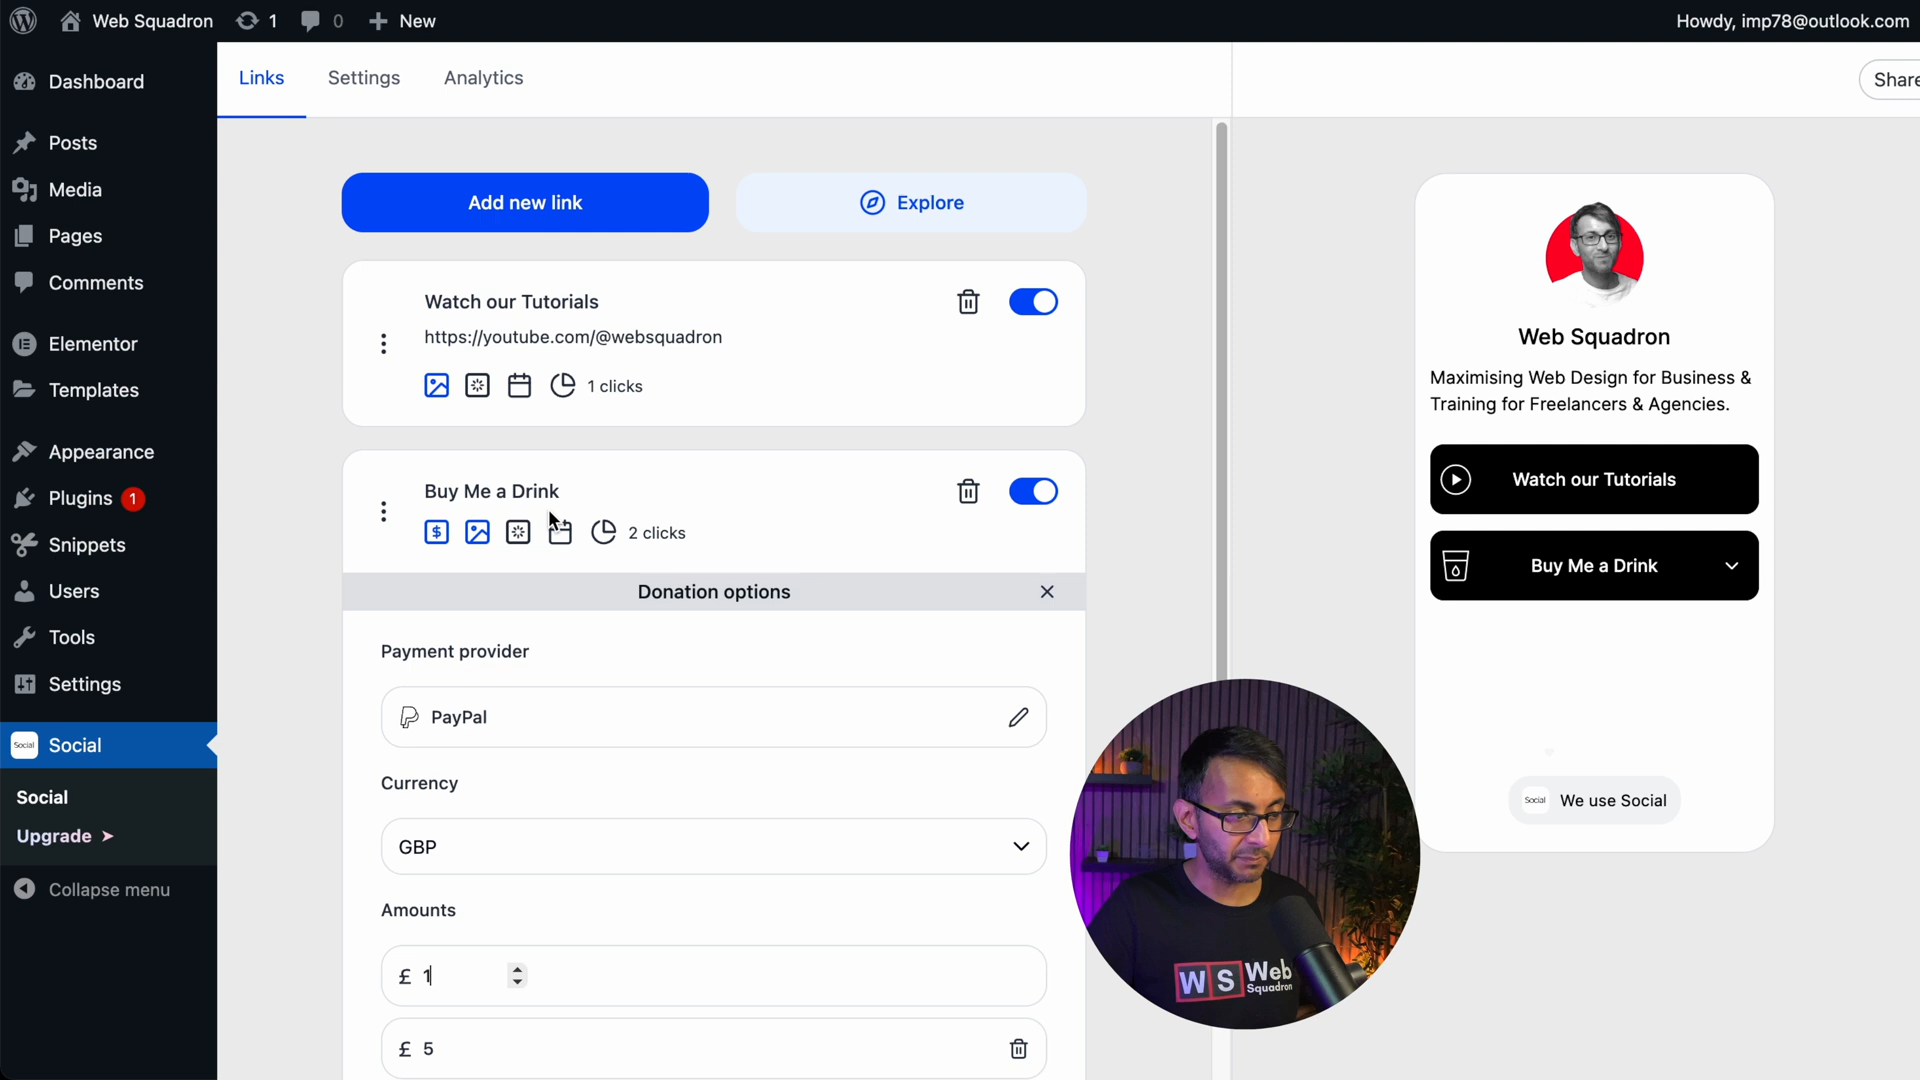 Web Squadron
1
0
New
Howdy, imp78@outlook.com
Dashboard
Posts
Media
Pages
Comments
Elementor
Templates
Appearance
Plugins 1
Snippets
Users
Tools
Settings
Social Social
Social
Upgrade ➤
Collapse menu
Links
Settings
Analytics
Share
Add new link
Explore
Watch our Tutorials
https://youtube.com/@websquadron
1 clicks
Buy Me a Drink
$
2 clicks
Donation options
Payment provider
PayPal
Currency
GBP
Amounts
£ 1
£ 5
Web Squadron
Maximising Web Design for Business &
Training for Freelancers & Agencies.
Watch our Tutorials
Buy Me a Drink
Social We use Social
WS Web
Squadron